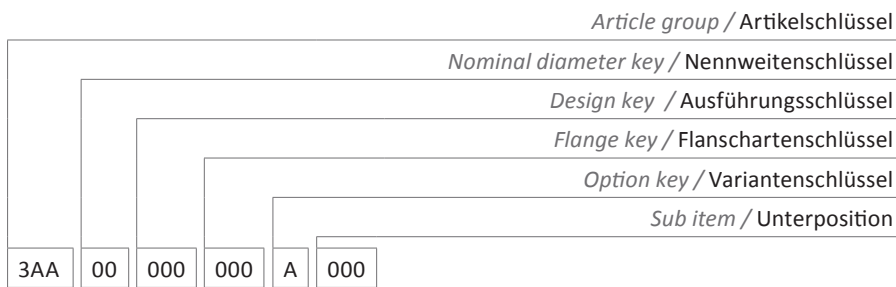 Article group / Artikelschlüssel
Nominal diameter key / Nennweitenschlüssel
Design key / Ausführungsschlüssel
Flange key / Flanschartenschlüssel
Option key / Variantenschlüssel
Sub item / Unterposition
3AA 00 000 000 A 000